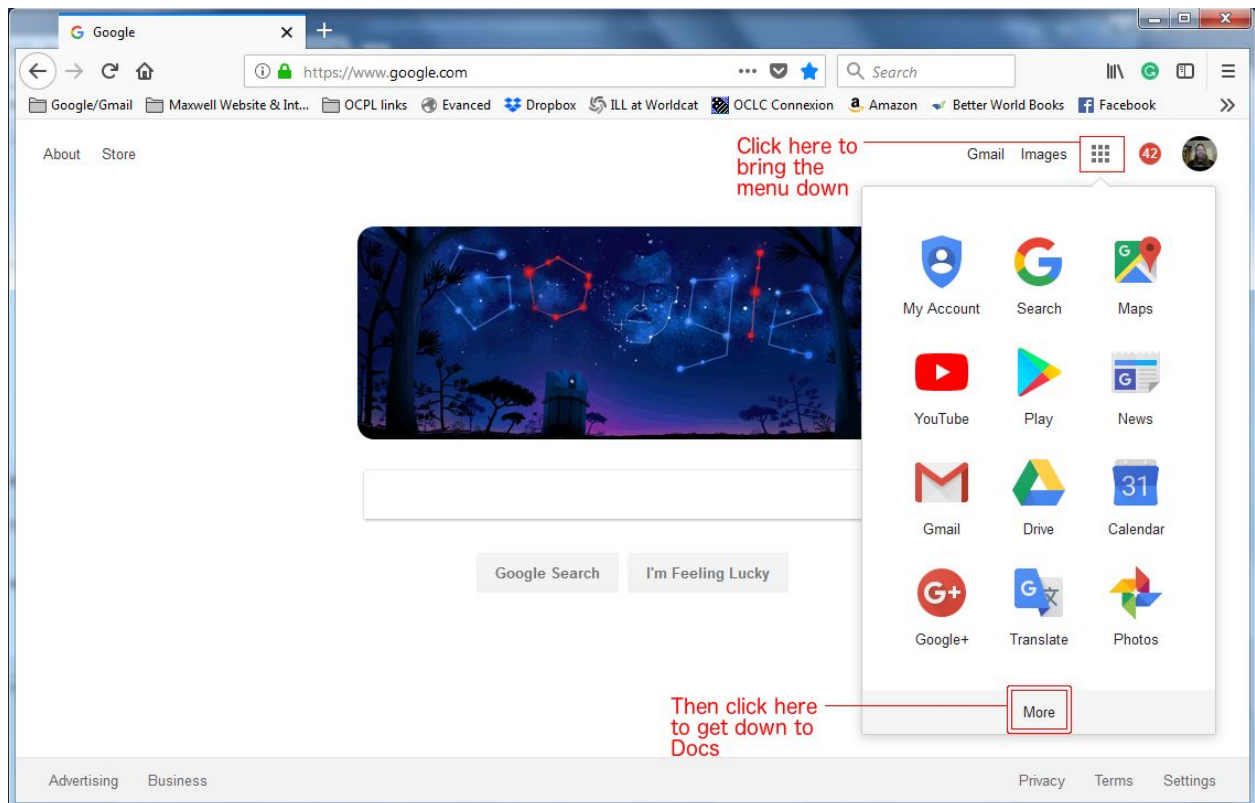 Google
https://www.google.com
Search
Google/Gmail Maxwell Website & Int... OCPL links Evanced Dropbox ILL at Worldcat OCLC Connexion Amazon Better World Books Facebook
About Store
Click here to
bring the
menu down
Gmail Images 42
Google
My Account Search Maps
YouTube Play News
31
Gmail Drive Calendar
G+
Google+ Translate Photos
Google Search I'm Feeling Lucky
Then click here
to get down to
Docs
More
Advertising Business Privacy Terms Settings